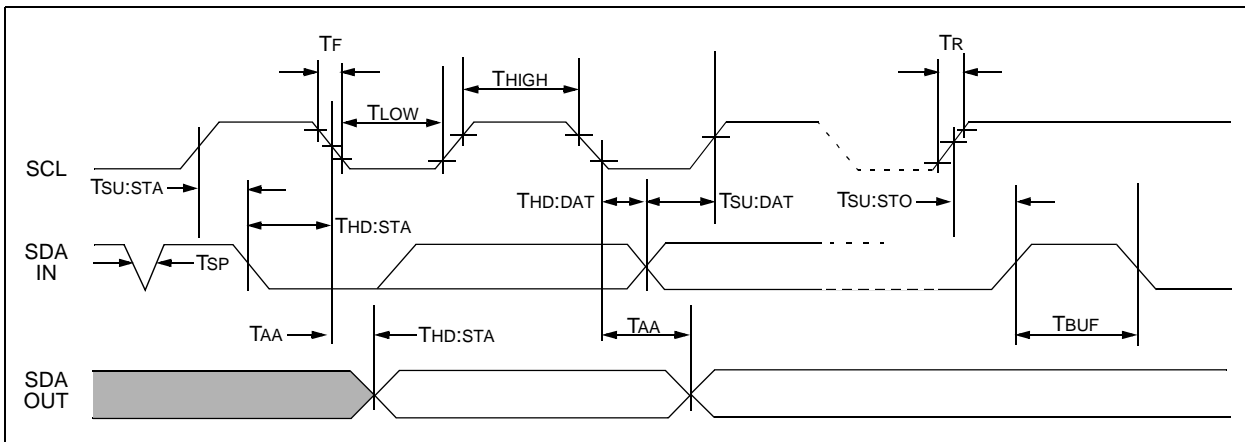 TF
TR
THIGH
TLOW
SCL
TSU:STA
THD:DAT
TSU:DAT
TSU:STO
THD:STA
SDA
IN
TSP
TAA
THD:STA
TAA
TBUF
SDA
OUT